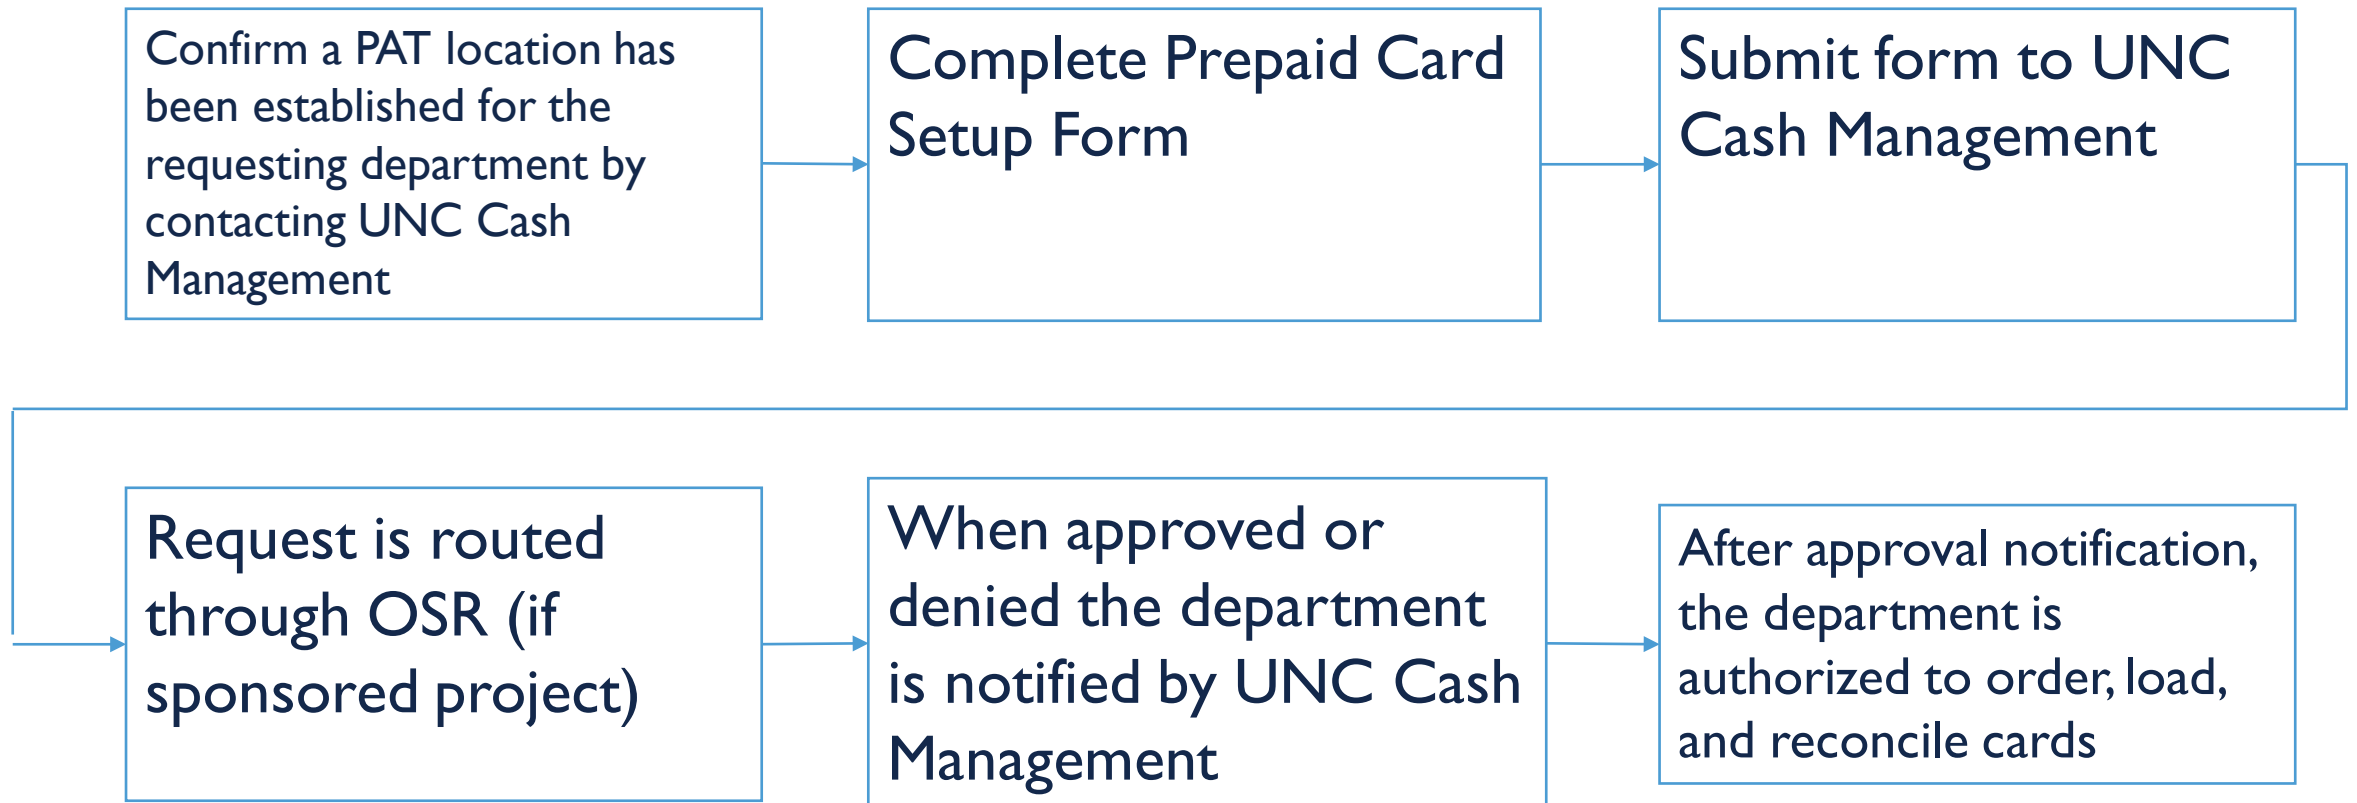 Confirm a PAT location has
been established for the
requesting department by
contacting UNC Cash
Management
Complete Prepaid Card
Setup Form
Submit form to UNC
Cash Management
Request is routed
through OSR (if
sponsored project)
When approved or
denied the department
is notified by UNC Cash
Management
After approval notification,
the department is
authorized to order, load,
and reconcile cards